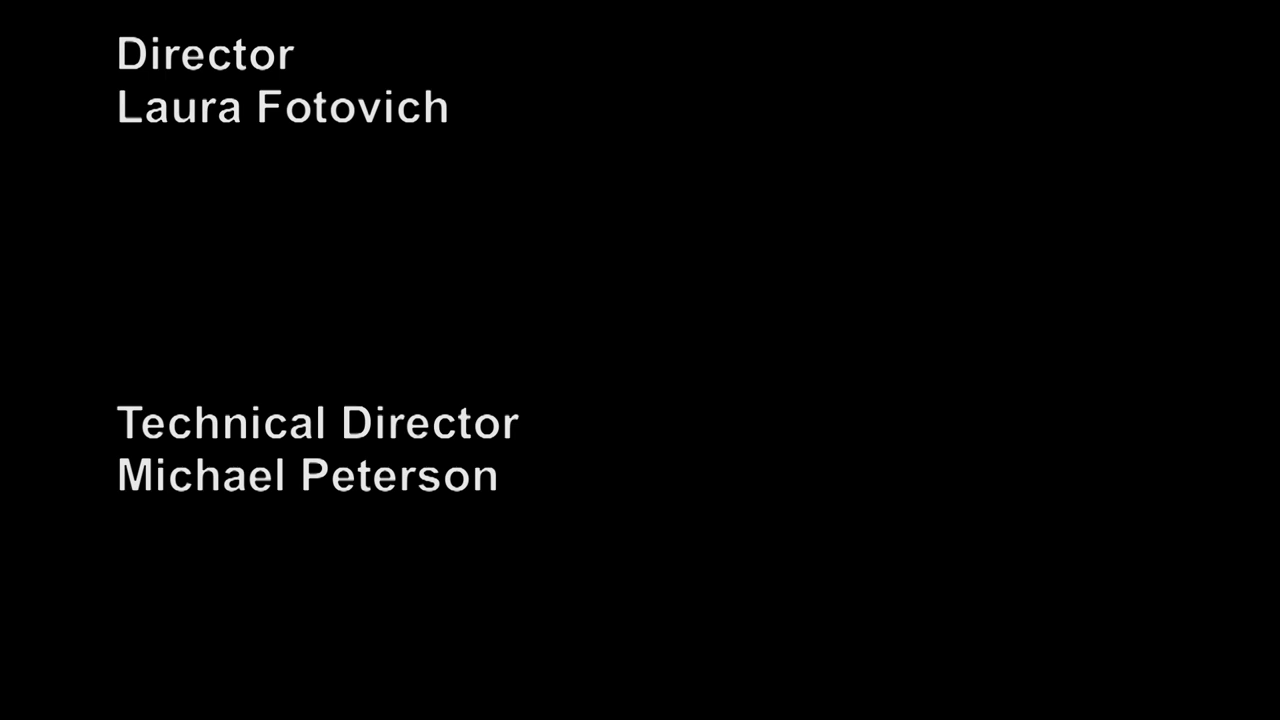 Director
Laura Fotovich
Technical Director
Michael Peterson